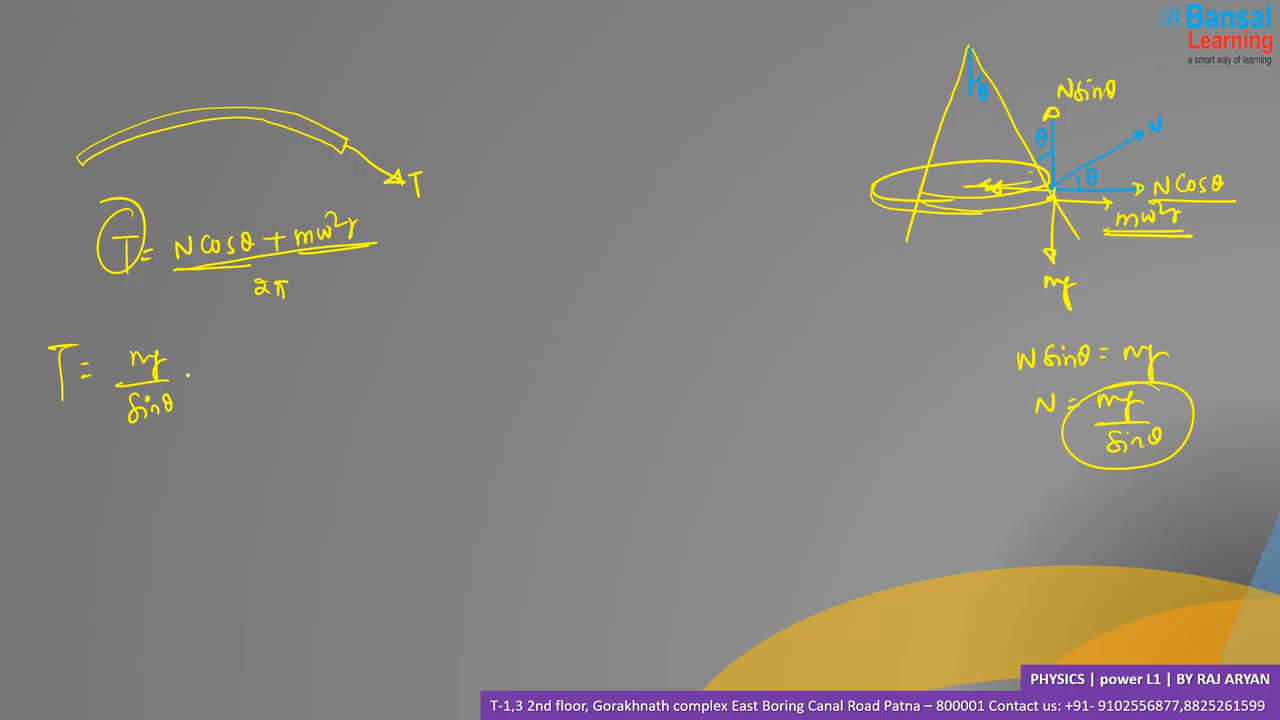 Bansal
Learning
a smart way of learning
θ
N sinθ
θ
N
θ
N cosθ
mω²r
mg
T
T = N cosθ + mω²r
2π
T = mg
sinθ
N sinθ = mg
N = mg
sinθ
PHYSICS | power L1 | BY RAJ ARYAN
T-1,3 2nd floor, Gorakhnath complex East Boring Canal Road Patna – 800001 Contact us: +91- 9102556877,8825261599